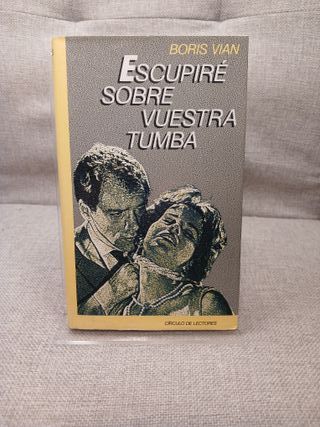 BORIS VIAN
ESCUPIRÉ
SOBRE
VUESTRA
TUMBA
CÍRCULO DE LECTORES